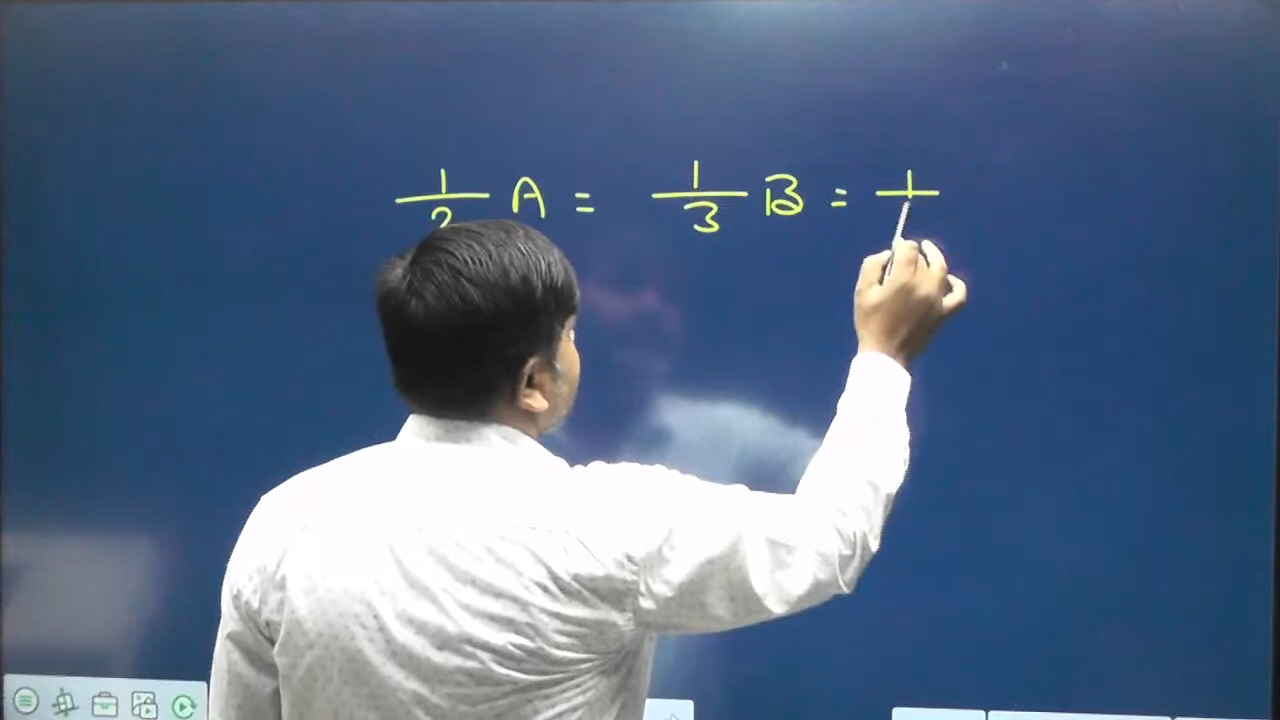 1/2 A = 1/3 B = 1/